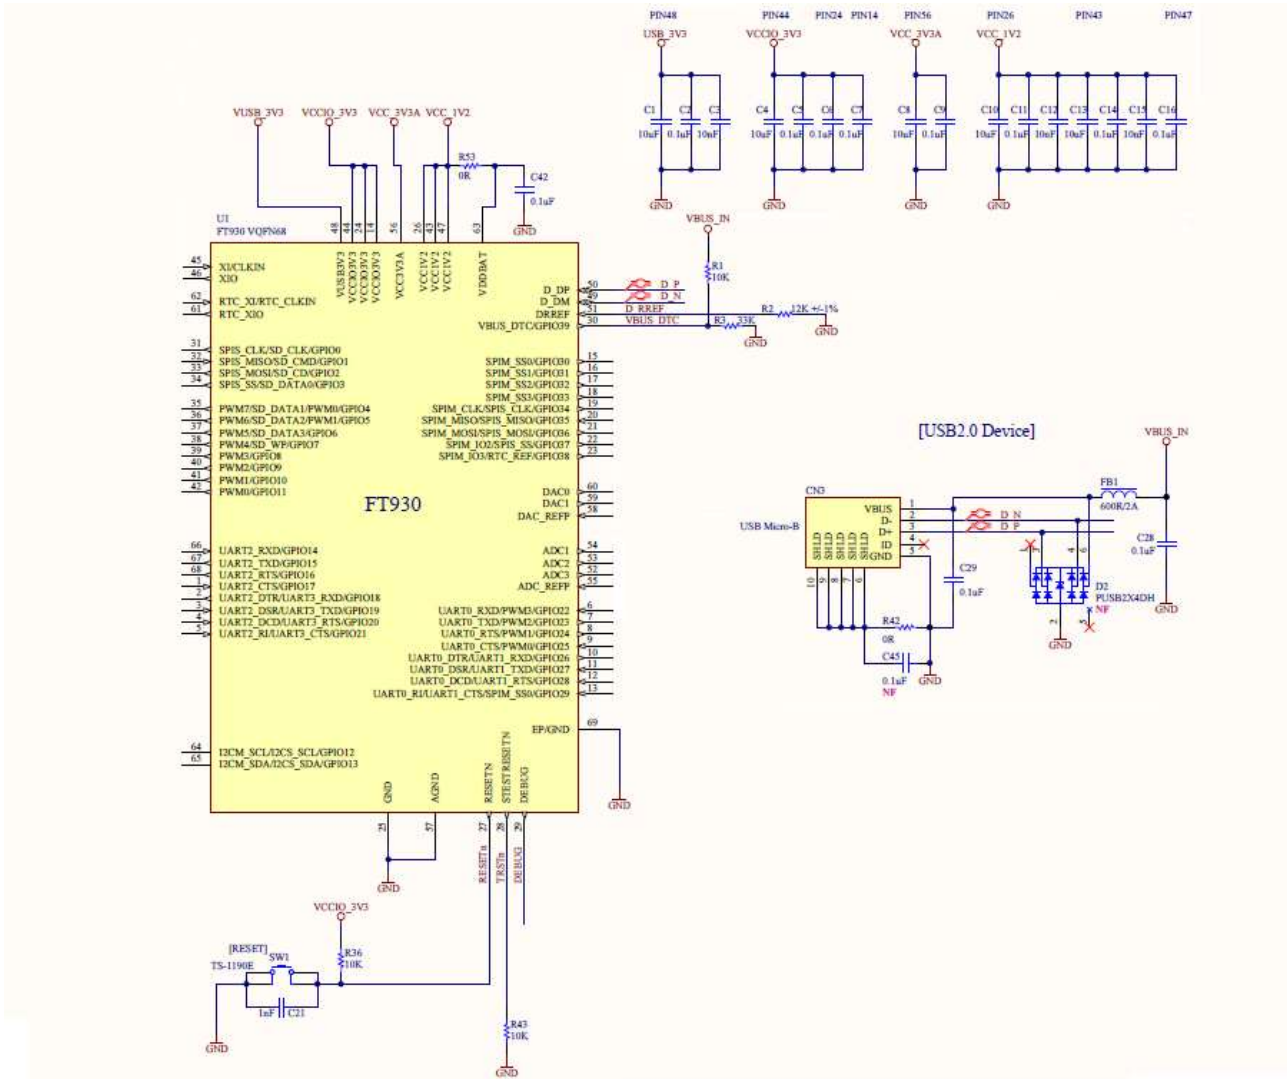 PIN48 PIN44 PIN24 PIN14 PIN56 PIN26 PIN43 PIN47
USB_3V3 VCCIO_3V3 VCC_3V3A VCC_1V2
C1 C2 C3 C4 C5 C6 C7 C8 C9 C10 C11 C12 C13 C14 C15 C16
10uF 0.1uF 10nF 10uF 0.1uF 0.1uF 0.1uF 10uF 0.1uF 10uF 0.1uF 10nF 10uF 0.1uF 10nF 0.1uF
GND GND GND GND
VUSB_3V3 VCCIO_3V3 VCC_3V3A VCC_1V2
R53
0R
C42
0.1uF
GND
U1
FT930 VQFN68
48 44 24 14 56 26 43 47 63
VUSB3V3
VCCIO3V3
VCCIO3V3
VCCIO3V3
VCC3V3A
VCC1V2
VCC1V2
VCC1V2
VDDBAT
VBUS_IN
R1
10K
45 XI/CLKIN
46 XIO
62 RTC_XI/RTC_CLKIN
61 RTC_XIO
D_DP 50 D_P
D_DM 49 D_N
DRREF 51 D_RREF R2 12K +/-1%
VBUS_DTC/GPIO39 30 VBUS_DTC R3 33K
GND
GND
31 SPIS_CLK/SD_CLK/GPIO0
32 SPIS_MISO/SD_CMD/GPIO1
33 SPIS_MOSI/SD_CD/GPIO2
34 SPIS_SS/SD_DATA0/GPIO3
35 PWM7/SD_DATA1/PWM0/GPIO4
36 PWM6/SD_DATA2/PWM1/GPIO5
37 PWM5/SD_DATA3/GPIO6
38 PWM4/SD_WP/GPIO7
39 PWM3/GPIO8
40 PWM2/GPIO9
41 PWM1/GPIO10
42 PWM0/GPIO11
SPIM_SS0/GPIO30 15
SPIM_SS1/GPIO31 16
SPIM_SS2/GPIO32 17
SPIM_SS3/GPIO33 18
SPIM_CLK/SPIS_CLK/GPIO34 19
SPIM_MISO/SPIS_MISO/GPIO35 20
SPIM_MOSI/SPIS_MOSI/GPIO36 21
SPIM_IO2/SPIS_SS/GPIO37 22
SPIM_IO3/RTC_REF/GPIO38 23
FT930
DAC0 60
DAC1 59
DAC_REFP 58
66 UART2_RXD/GPIO14
67 UART2_TXD/GPIO15
68 UART2_RTS/GPIO16
1 UART2_CTS/GPIO17
2 UART2_DTR/UART3_RXD/GPIO18
3 UART2_DSR/UART3_TXD/GPIO19
4 UART2_DCD/UART3_RTS/GPIO20
5 UART2_RI/UART3_CTS/GPIO21
ADC1 54
ADC2 53
ADC3 52
ADC_REFP 55
UART0_RXD/PWM3/GPIO22 6
UART0_TXD/PWM2/GPIO23 7
UART0_RTS/PWM1/GPIO24 8
UART0_CTS/PWM0/GPIO25 9
UART0_DTR/UART1_RXD/GPIO26 10
UART0_DSR/UART1_TXD/GPIO27 11
UART0_DCD/UART1_RTS/GPIO28 12
UART0_RI/UART1_CTS/SPIM_SS0/GPIO29 13
EP/GND 69
GND
64 I2CM_SCL/I2CS_SCL/GPIO12
65 I2CM_SDA/I2CS_SDA/GPIO13
GND
AGND
RESETN
STESTRESETN
DEBUG
25 57 27 28 29
RESETn
TRSTn
DEBUG
GND
[USB2.0 Device]
VBUS_IN
CN3
USB Micro-B
VBUS 1
D- 2 D_N
D+ 3 D_P
ID 4
GND 5
SHLD SHLD SHLD SHLD SHLD
10 9 8 7 6
FB1
600R/2A
C28
0.1uF
GND
C29
0.1uF
1 3 4 6
D2
PUSB2X4DH
NF
2 5
GND
R42
0R
C45
0.1uF
NF
GND
VCCIO_3V3
[RESET]
TS-1190E
SW1
R36
10K
1nF C21
GND
R43
10K
GND